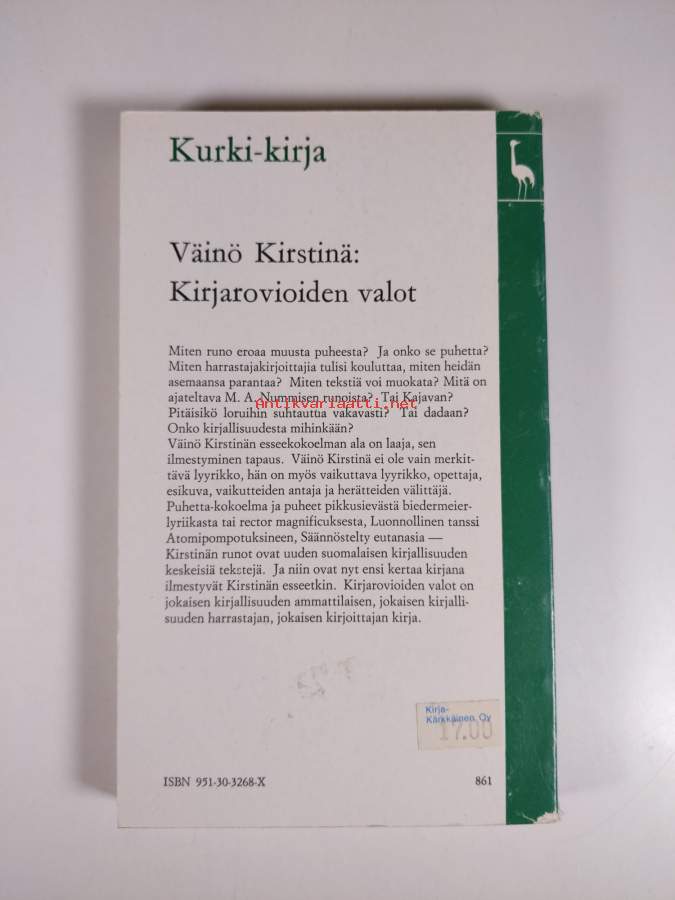 Kurki-kirja
Väinö Kirstinä:
Kirjarovioiden valot
Miten runo eroaa muusta puheesta? Ja onko se puhetta?
Miten harrastajakirjoittajia tulisi kouluttaa, miten heidän
asemaansa parantaa? Miten tekstiä voi muokata? Mitä on
ajateltava M. A. Nummisen runoista? Tai Kajavan?
Antikvariaatti.net
Pitäisikö loruihin suhtautua vakavasti? Tai dadaan?
Onko kirjallisuudesta mihinkään?
Väinö Kirstinän esseekokoelman ala on laaja, sen
ilmestyminen tapaus. Väinö Kirstinä ei ole vain merkit-
tävä lyyrikko, hän on myös vaikuttava lyyrikko, opettaja,
esikuva, vaikutteiden antaja ja herätteiden välittäjä.
Puhetta-kokoelma ja puheet pikkusievästä biedermeier-
lyriikasta tai rector magnificuksesta, Luonnollinen tanssi
Atomipompotuksineen, Säännöstelty eutanasia —
Kirstinän runot ovat uuden suomalaisen kirjallisuuden
keskeisiä tekstejä. Ja niin ovat nyt ensi kertaa kirjana
ilmestyvät Kirstinän esseetkin. Kirjarovioiden valot on
jokaisen kirjallisuuden ammattilaisen, jokaisen kirjalli-
suuden harrastajan, jokaisen kirjoittajan kirja.
Kirja-
Kärkkäinen Oy
17.00
ISBN 951-30-3268-X
861